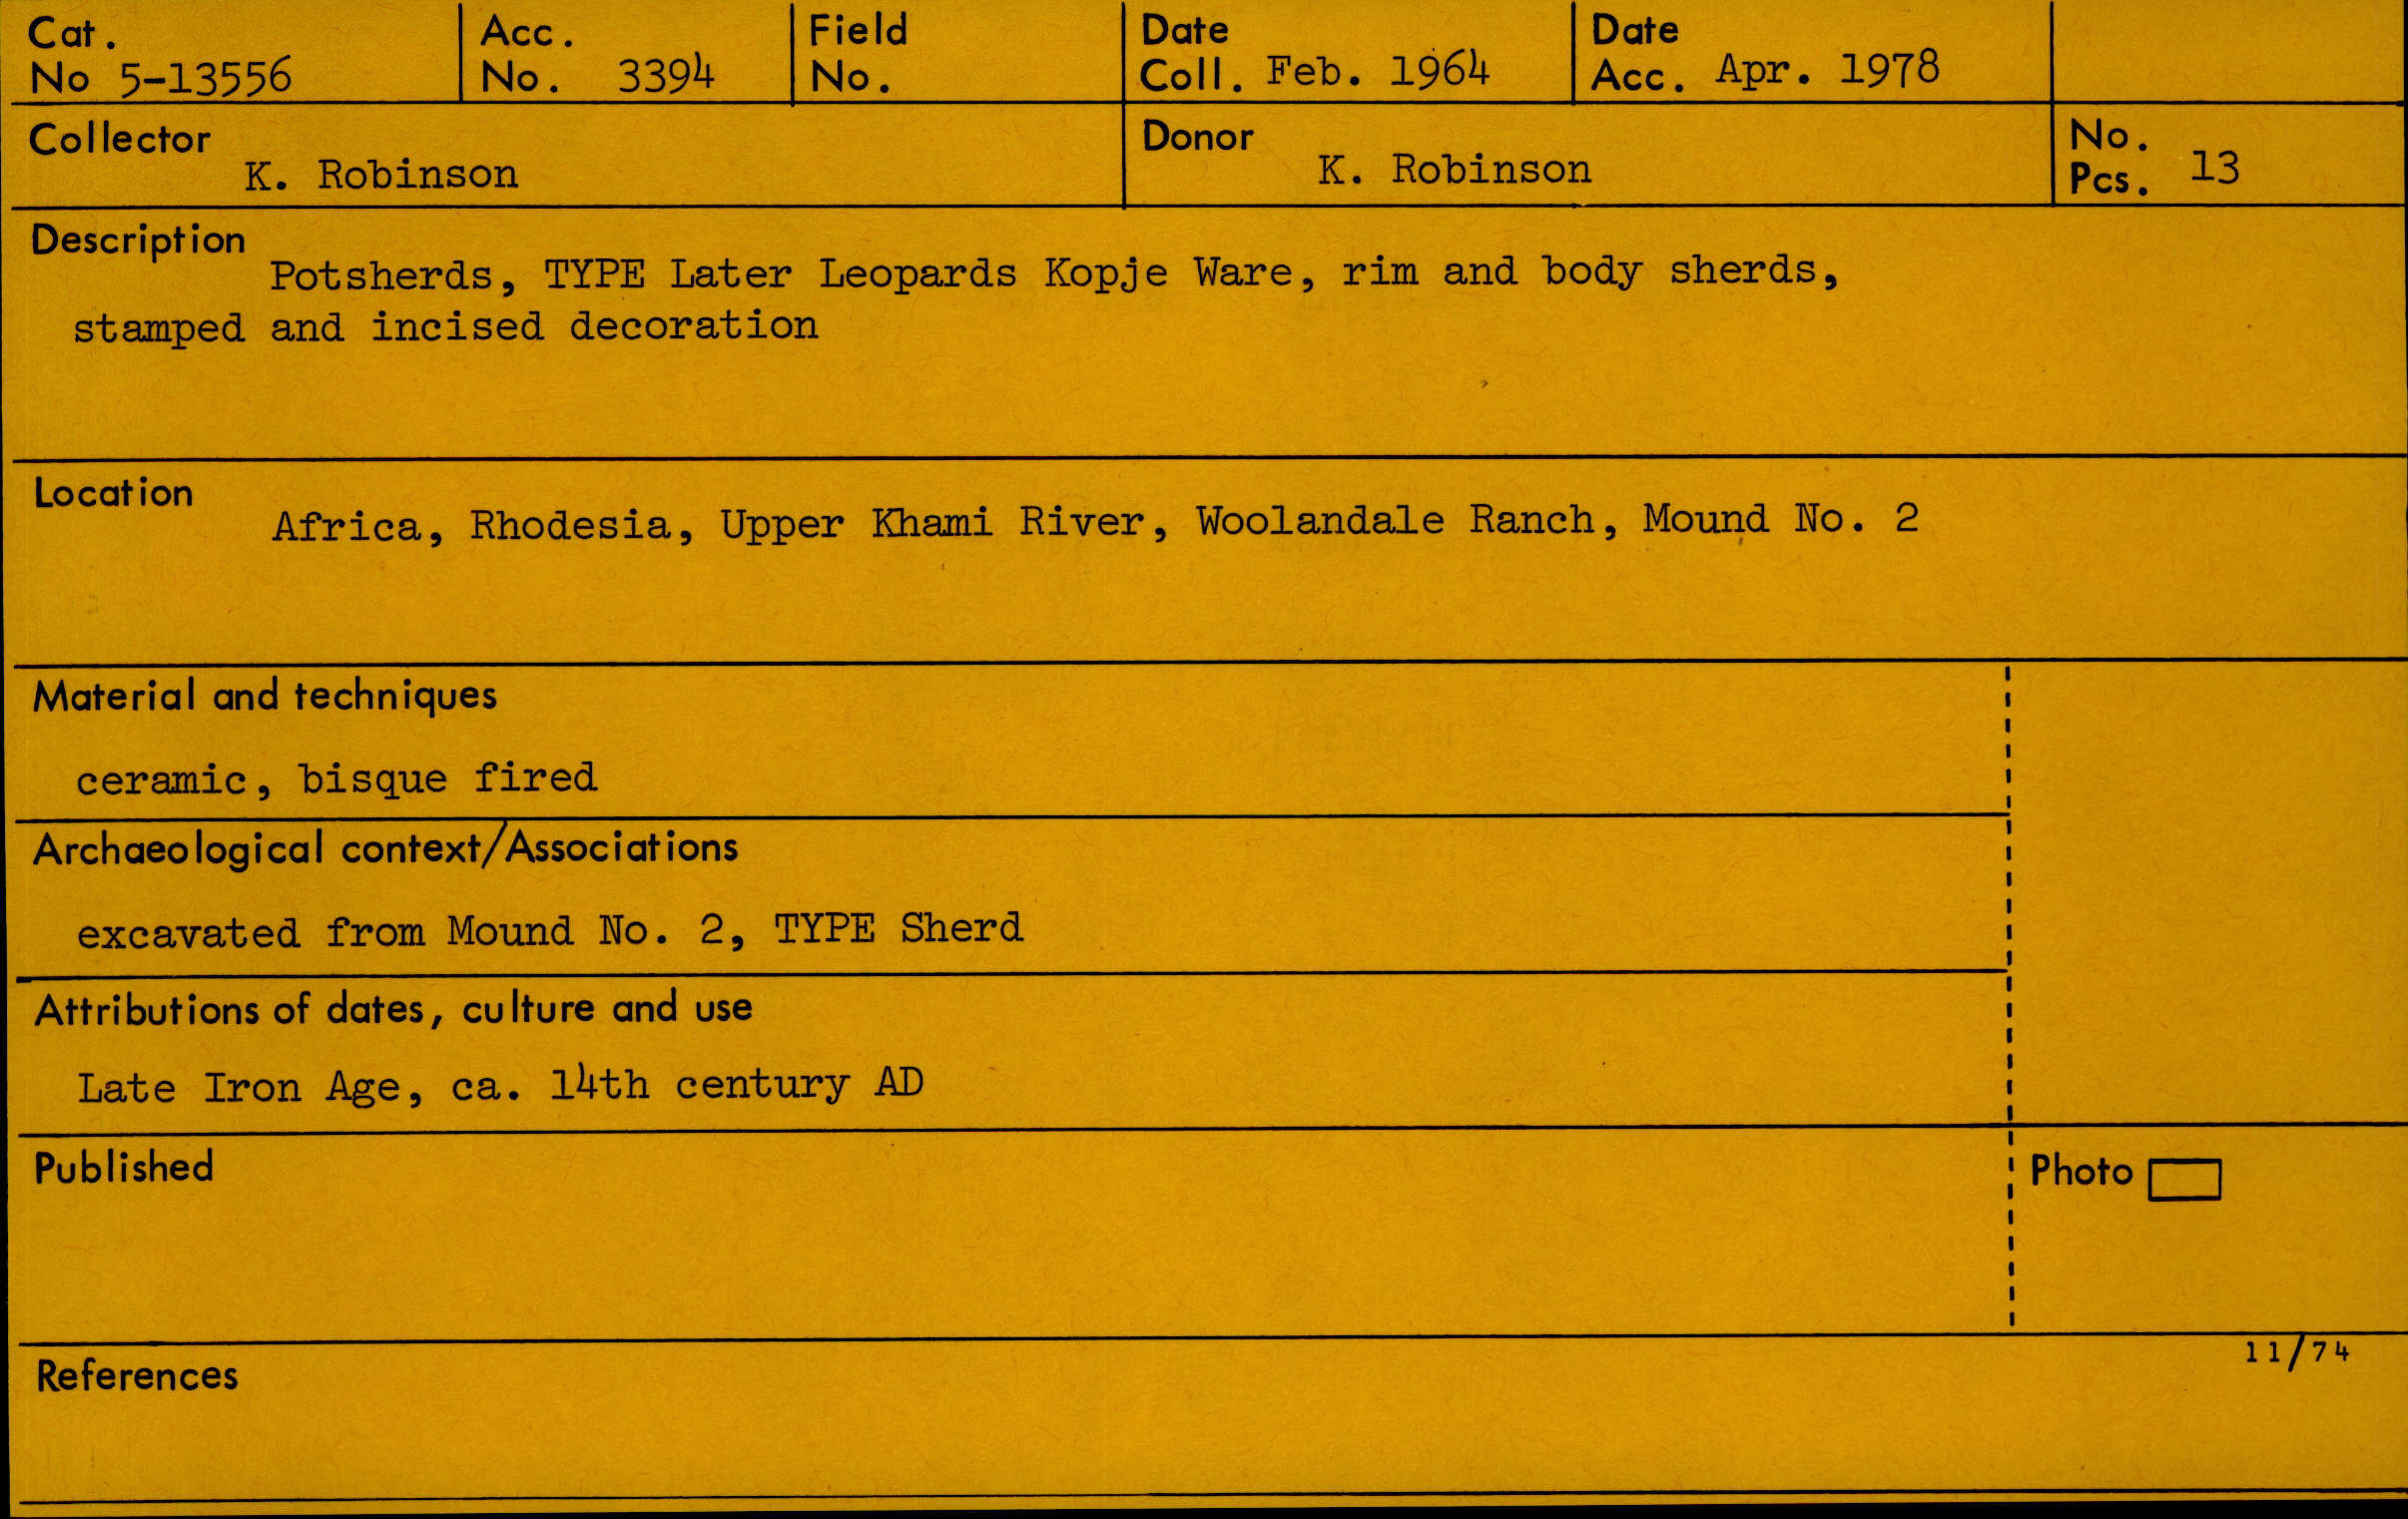 Cat.
No 5-13556
Acc.
No. 3394
Field
No.
Date
Coll. Feb. 1964
Date
Acc. Apr. 1978
Collector
K. Robinson
Donor
K. Robinson
No.
Pcs. 13
Description
Potsherds, TYPE Later Leopards Kopje Ware, rim and body sherds,
stamped and incised decoration
Location
Africa, Rhodesia, Upper Khami River, Woolandale Ranch, Mound No. 2
Material and techniques
ceramic, bisque fired
Archaeological context/Associations
excavated from Mound No. 2, TYPE Sherd
Attributions of dates, culture and use
Late Iron Age, ca. 14th century AD
Published
Photo
11/74
References